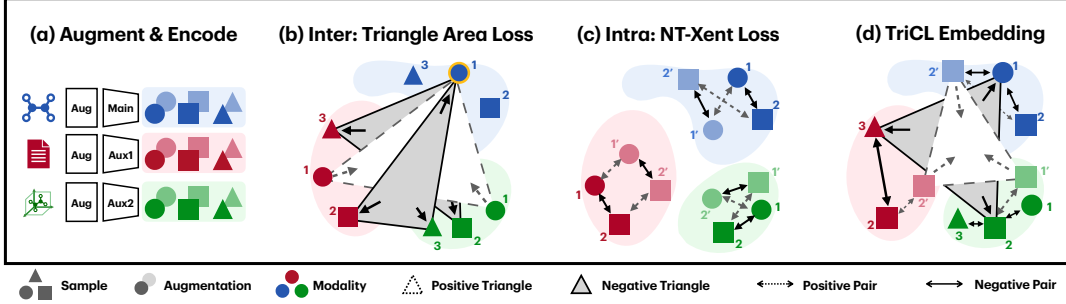 (a) Augment & Encode
(b) Inter: Triangle Area Loss
(c) Intra: NT-Xent Loss
(d) TriCL Embedding
Aug
Main
Aug
Aux1
Aug
Aux2
3
1
2
3
1
2
3
2
1
2'
1
1'
2
1'
2'
1
2
1'
2'
1
2
2'
1
2
3
2'
2
1'
1
3
2
Sample
Augmentation
Modality
Positive Triangle
Negative Triangle
Positive Pair
Negative Pair